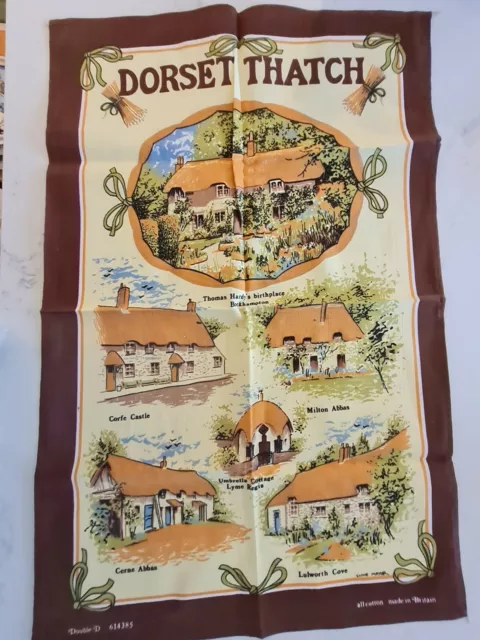 DORSET THATCH
Thomas Hardy's birthplace
Bockhampton
Corfe Castle
Milton Abbas
Umbrella Cottage
Lyme Regis
Cerne Abbas
Lulworth Cove
Double D 614385
all cotton made in Britain